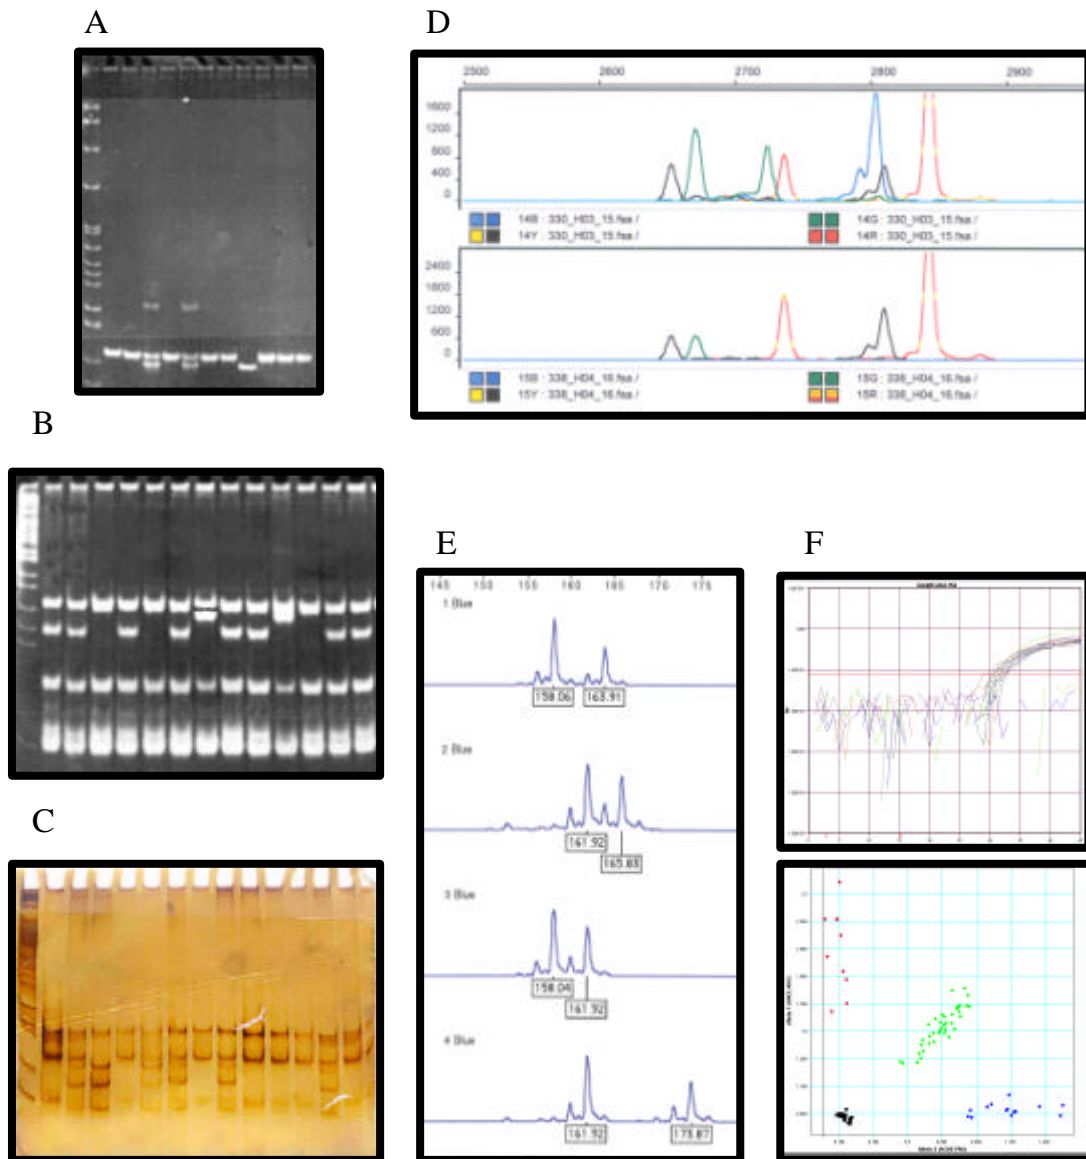 A
D
2500 2600 2700 2800 2900
1600
1200
800
400
0
14B : 330_H03_15.fsa / 14G : 330_H03_15.fsa /
14Y : 330_H03_15.fsa / 14R : 330_H03_15.fsa /
2400
1800
1200
600
0
15B : 338_H04_16.fsa / 15G : 338_H04_16.fsa /
15Y : 338_H04_16.fsa / 15R : 338_H04_16.fsa /
B
E
F
145 150 155 160 165 170 175
1 Blue
158.06 163.91
2 Blue
161.92
165.83
3 Blue
158.04
161.92
4 Blue
161.92 173.87
C